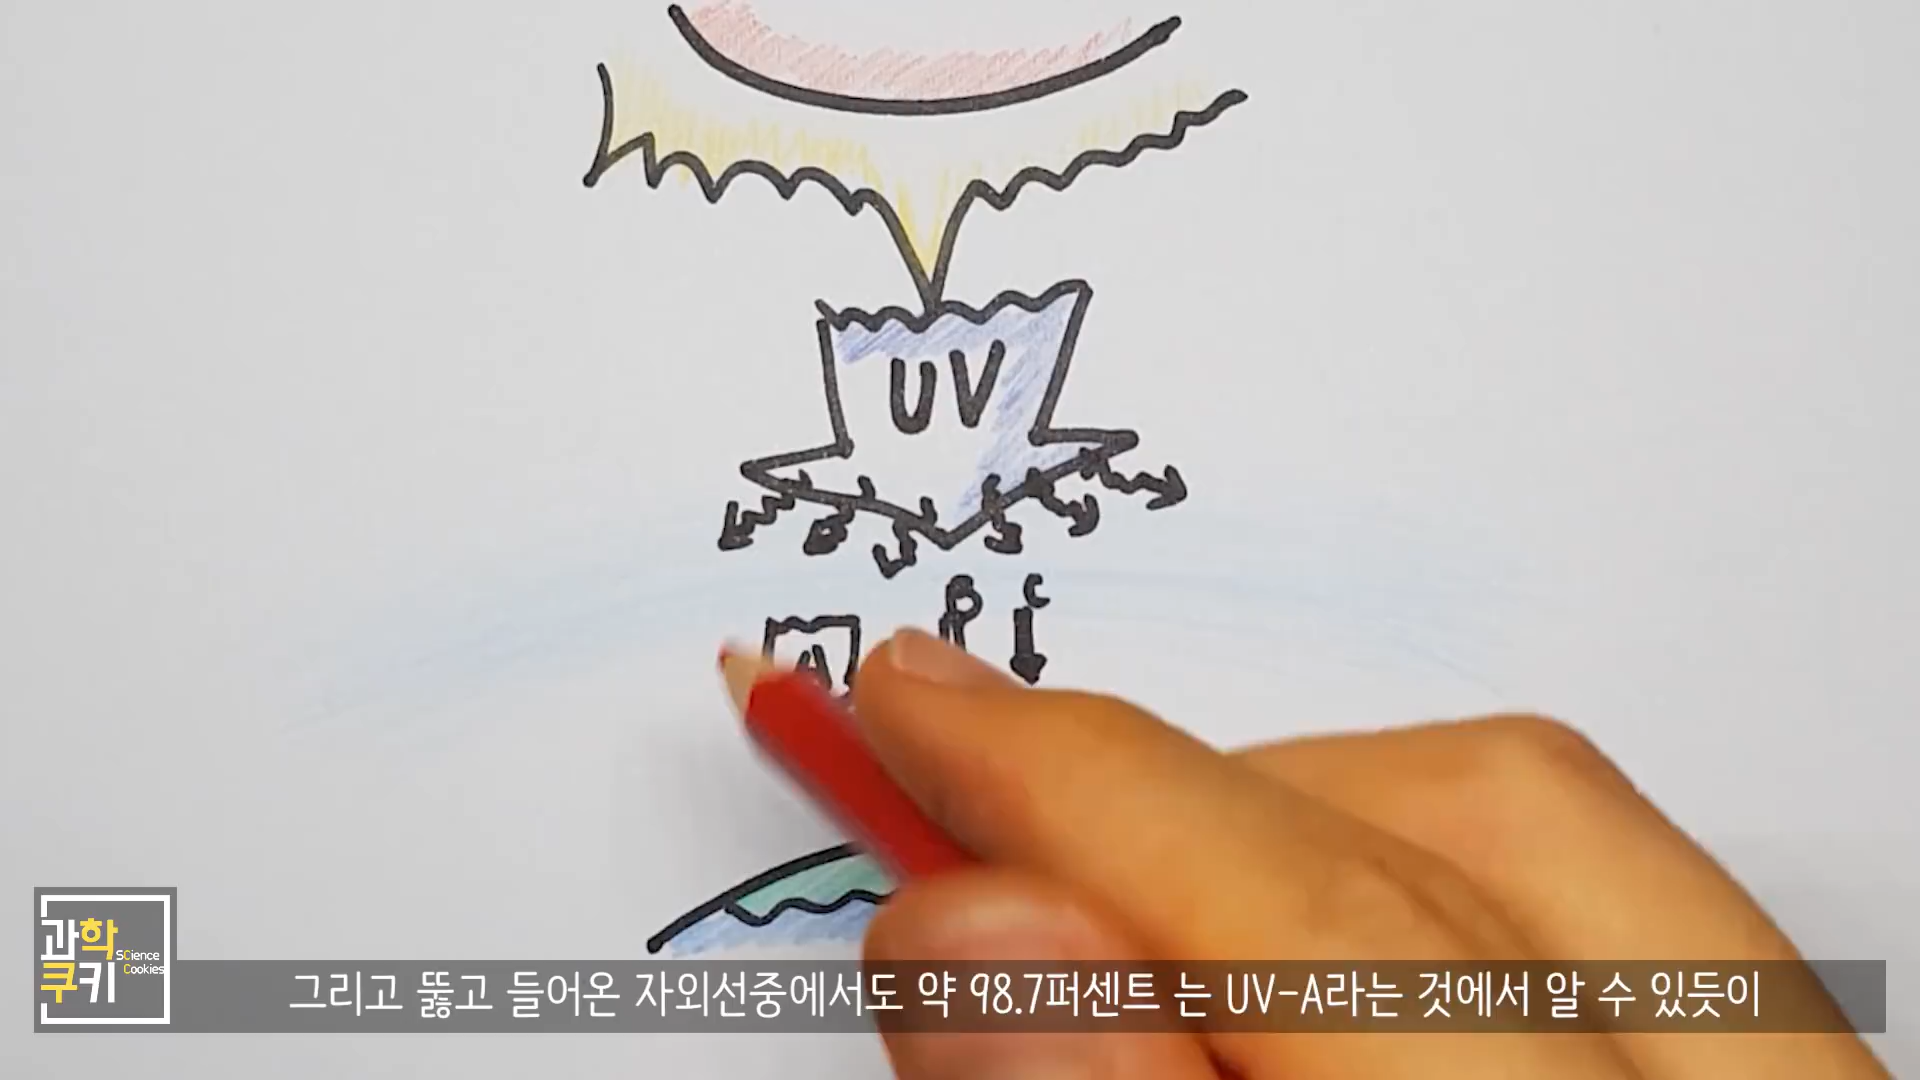 UV
B C
A
과학
쿠키
Science
Cookies
그리고 뚫고 들어온 자외선중에서도 약 98.7퍼센트 는 UV-A라는 것에서 알 수 있듯이